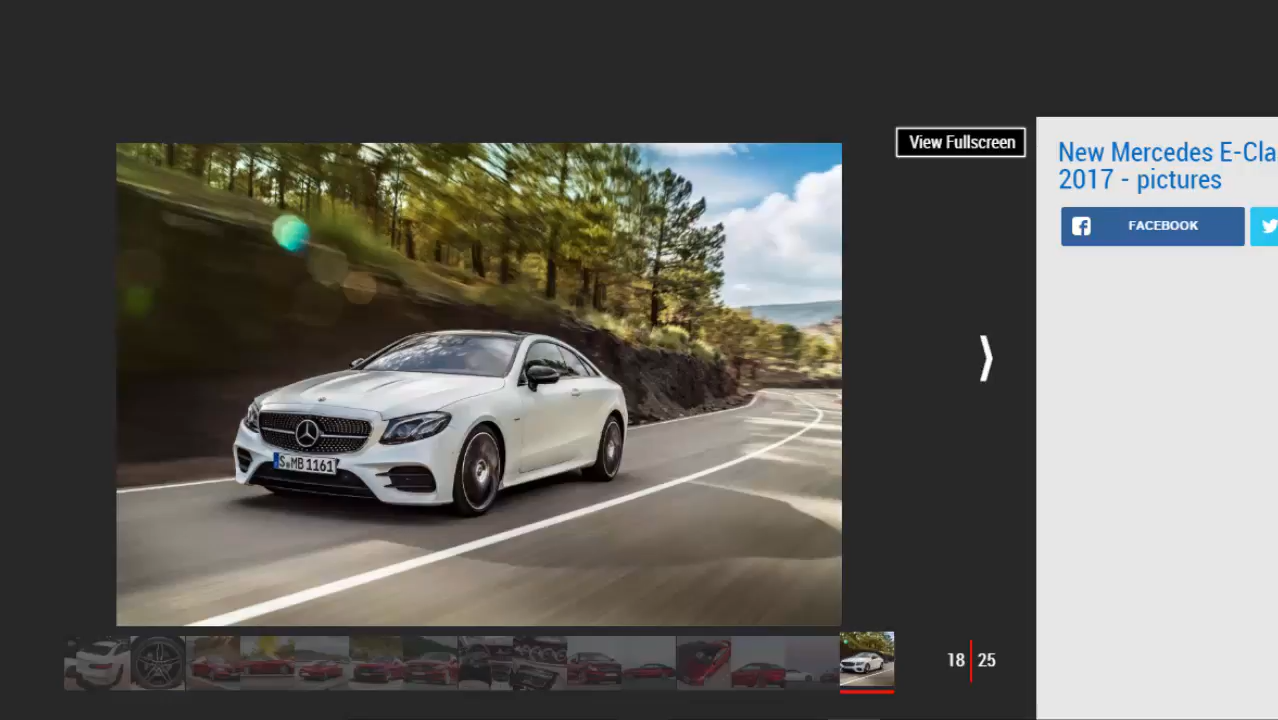 View Fullscreen
New Mercedes E-Cla
2017 - pictures
FACEBOOK
S MB 1161
18 25